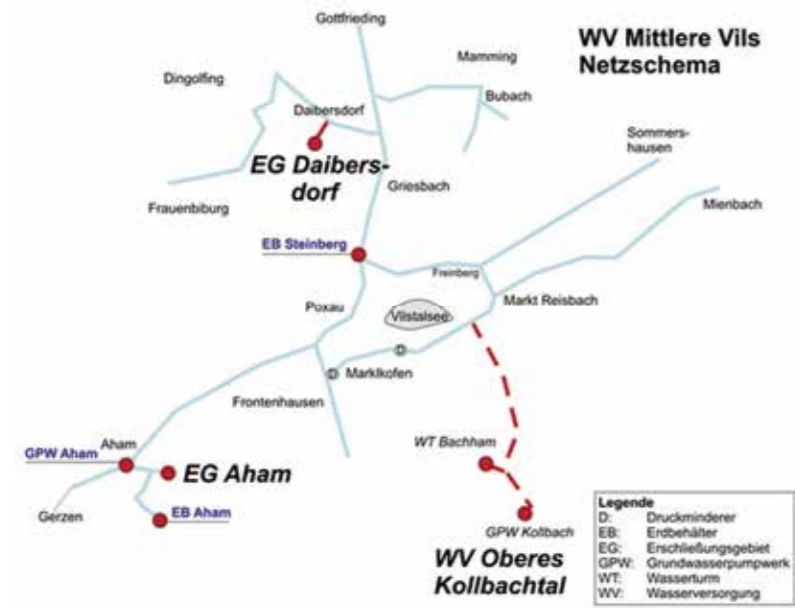 Gottfrieding
WV Mittlere Vils
Netzschema
Mamming
Dingolfing
Bubach
Daibersdorf
Sommers-
hausen
EG Daibers-
dorf
Griesbach
Mienbach
Frauenbiburg
EB Steinberg
Freinberg
Markt Reisbach
Poxau
Vilstalsee
D
D
Marklkofen
Frontenhausen
Aham
WT Bachham
GPW Aham
EG Aham
Gerzen
EB Aham
GPW Kollbach
WV Oberes
Kollbachtal
Legende
D: Druckminderer
EB: Erdbehälter
EG: Erschließungsgebiet
GPW: Grundwasserpumpwerk
WT: Wasserturm
WV: Wasserversorgung